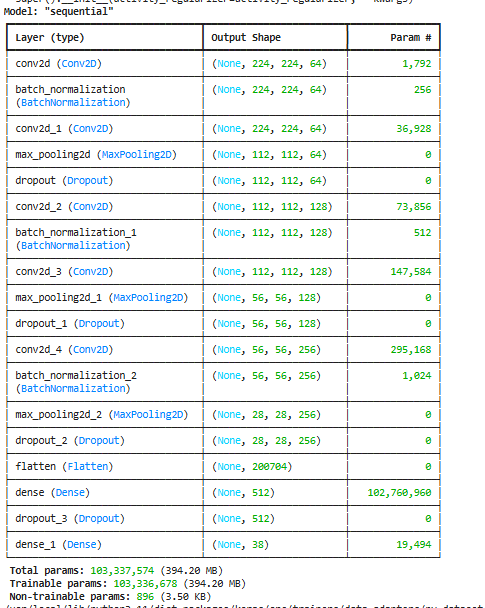 super().__init__(activity_regularizer=activity_regularizer, **kwargs)
Model: "sequential"
Layer (type) Output Shape Param #
conv2d (Conv2D) (None, 224, 224, 64) 1,792
batch_normalization (None, 224, 224, 64) 256
(BatchNormalization)
conv2d_1 (Conv2D) (None, 224, 224, 64) 36,928
max_pooling2d (MaxPooling2D) (None, 112, 112, 64) 0
dropout (Dropout) (None, 112, 112, 64) 0
conv2d_2 (Conv2D) (None, 112, 112, 128) 73,856
batch_normalization_1 (None, 112, 112, 128) 512
(BatchNormalization)
conv2d_3 (Conv2D) (None, 112, 112, 128) 147,584
max_pooling2d_1 (MaxPooling2D) (None, 56, 56, 128) 0
dropout_1 (Dropout) (None, 56, 56, 128) 0
conv2d_4 (Conv2D) (None, 56, 56, 256) 295,168
batch_normalization_2 (None, 56, 56, 256) 1,024
(BatchNormalization)
max_pooling2d_2 (MaxPooling2D) (None, 28, 28, 256) 0
dropout_2 (Dropout) (None, 28, 28, 256) 0
flatten (Flatten) (None, 200704) 0
dense (Dense) (None, 512) 102,760,960
dropout_3 (Dropout) (None, 512) 0
dense_1 (Dense) (None, 38) 19,494
Total params: 103,337,574 (394.20 MB)
Trainable params: 103,336,678 (394.20 MB)
Non-trainable params: 896 (3.50 KB)